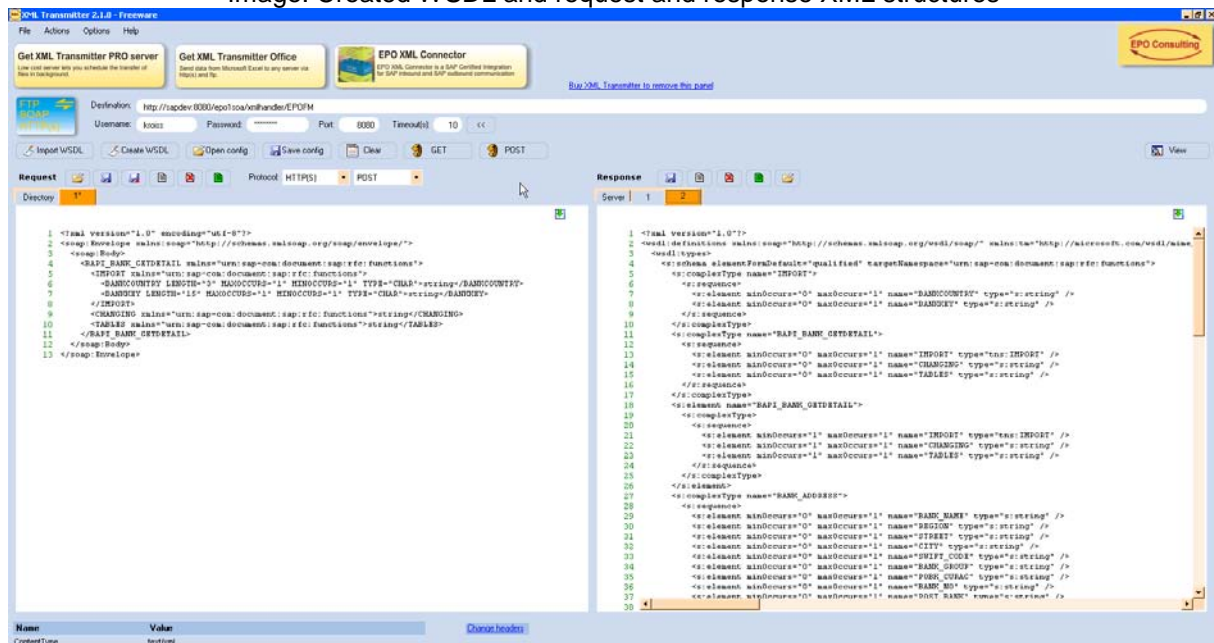 Image: Created WSDL and request and response XML structures
XML Transmitter 2.1.0 - Freeware
File Actions Options Help
Get XML Transmitter PRO server
Low cost server lets you schedule the transfer of files in background.
Get XML Transmitter Office
Send data from Microsoft Excel to any server via http(s) and ftp.
EPO XML Connector
EPO XML Connector is a SAP Certified Integration for SAP inbound and SAP outbound communication
EPO Consulting
Buy XML Transmitter to remove this panel
FTP SOAP HTTP(s)
Destination: http://sapdev:8080/epo1soa/xmlhandler/EPOFM
Username: kroiss Password: ******** Port: 8080 Timeout(s): 10 <<
Import WSDL Create WSDL Open config Save config Clear GET POST View
Request Protocol: HTTP(S) POST
Directory 1*
1 <?xml version="1.0" encoding="utf-8"?>
2 <soap:Envelope xmlns:soap="http://schemas.xmlsoap.org/soap/envelope/">
3 <soap:Body>
4 <BAPI_BANK_GETDETAIL xmlns="urn:sap-com:document:sap:rfc:functions">
5 <IMPORT xmlns="urn:sap-com:document:sap:rfc:functions">
6 <BANKCOUNTRY LENGTH="3" MAXOCCURS="1" MINOCCURS="1" TYPE="CHAR">string</BANKCOUNTRY>
7 <BANKKEY LENGTH="15" MAXOCCURS="1" MINOCCURS="1" TYPE="CHAR">string</BANKKEY>
8 </IMPORT>
9 <CHANGING xmlns="urn:sap-com:document:sap:rfc:functions">string</CHANGING>
10 <TABLES xmlns="urn:sap-com:document:sap:rfc:functions">string</TABLES>
11 </BAPI_BANK_GETDETAIL>
12 </soap:Body>
13 </soap:Envelope>
Response
Server 1 2
1 <?xml version="1.0"?>
2 <wsdl:definitions xmlns:soap="http://schemas.xmlsoap.org/wsdl/soap/" xmlns:tm="http://microsoft.com/wsdl/mime
3 <wsdl:types>
4 <s:schema elementFormDefault="qualified" targetNamespace="urn:sap-com:document:sap:rfc:functions">
5 <s:complexType name="IMPORT">
6 <s:sequence>
7 <s:element minOccurs="0" maxOccurs="1" name="BANKCOUNTRY" type="s:string" />
8 <s:element minOccurs="0" maxOccurs="1" name="BANKKEY" type="s:string" />
9 </s:sequence>
10 </s:complexType>
11 <s:complexType name="BAPI_BANK_GETDETAIL">
12 <s:sequence>
13 <s:element minOccurs="0" maxOccurs="1" name="IMPORT" type="tns:IMPORT" />
14 <s:element minOccurs="0" maxOccurs="1" name="CHANGING" type="s:string" />
15 <s:element minOccurs="0" maxOccurs="1" name="TABLES" type="s:string" />
16 </s:sequence>
17 </s:complexType>
18 <s:element name="BAPI_BANK_GETDETAIL">
19 <s:complexType>
20 <s:sequence>
21 <s:element minOccurs="1" maxOccurs="1" name="IMPORT" type="tns:IMPORT" />
22 <s:element minOccurs="1" maxOccurs="1" name="CHANGING" type="s:string" />
23 <s:element minOccurs="1" maxOccurs="1" name="TABLES" type="s:string" />
24 </s:sequence>
25 </s:complexType>
26 </s:element>
27 <s:complexType name="BANK_ADDRESS">
28 <s:sequence>
29 <s:element minOccurs="0" maxOccurs="1" name="BANK_NAME" type="s:string" />
30 <s:element minOccurs="0" maxOccurs="1" name="REGION" type="s:string" />
31 <s:element minOccurs="0" maxOccurs="1" name="STREET" type="s:string" />
32 <s:element minOccurs="0" maxOccurs="1" name="CITY" type="s:string" />
33 <s:element minOccurs="0" maxOccurs="1" name="SWIFT_CODE" type="s:string" />
34 <s:element minOccurs="0" maxOccurs="1" name="BANK_GROUP" type="s:string" />
35 <s:element minOccurs="0" maxOccurs="1" name="POBK_CURAC" type="s:string" />
36 <s:element minOccurs="0" maxOccurs="1" name="BANK_NO" type="s:string" />
37 <s:element minOccurs="0" maxOccurs="1" name="POST_BANK" type="s:string" />
38
Name Value Change headers
ContentType text/xml